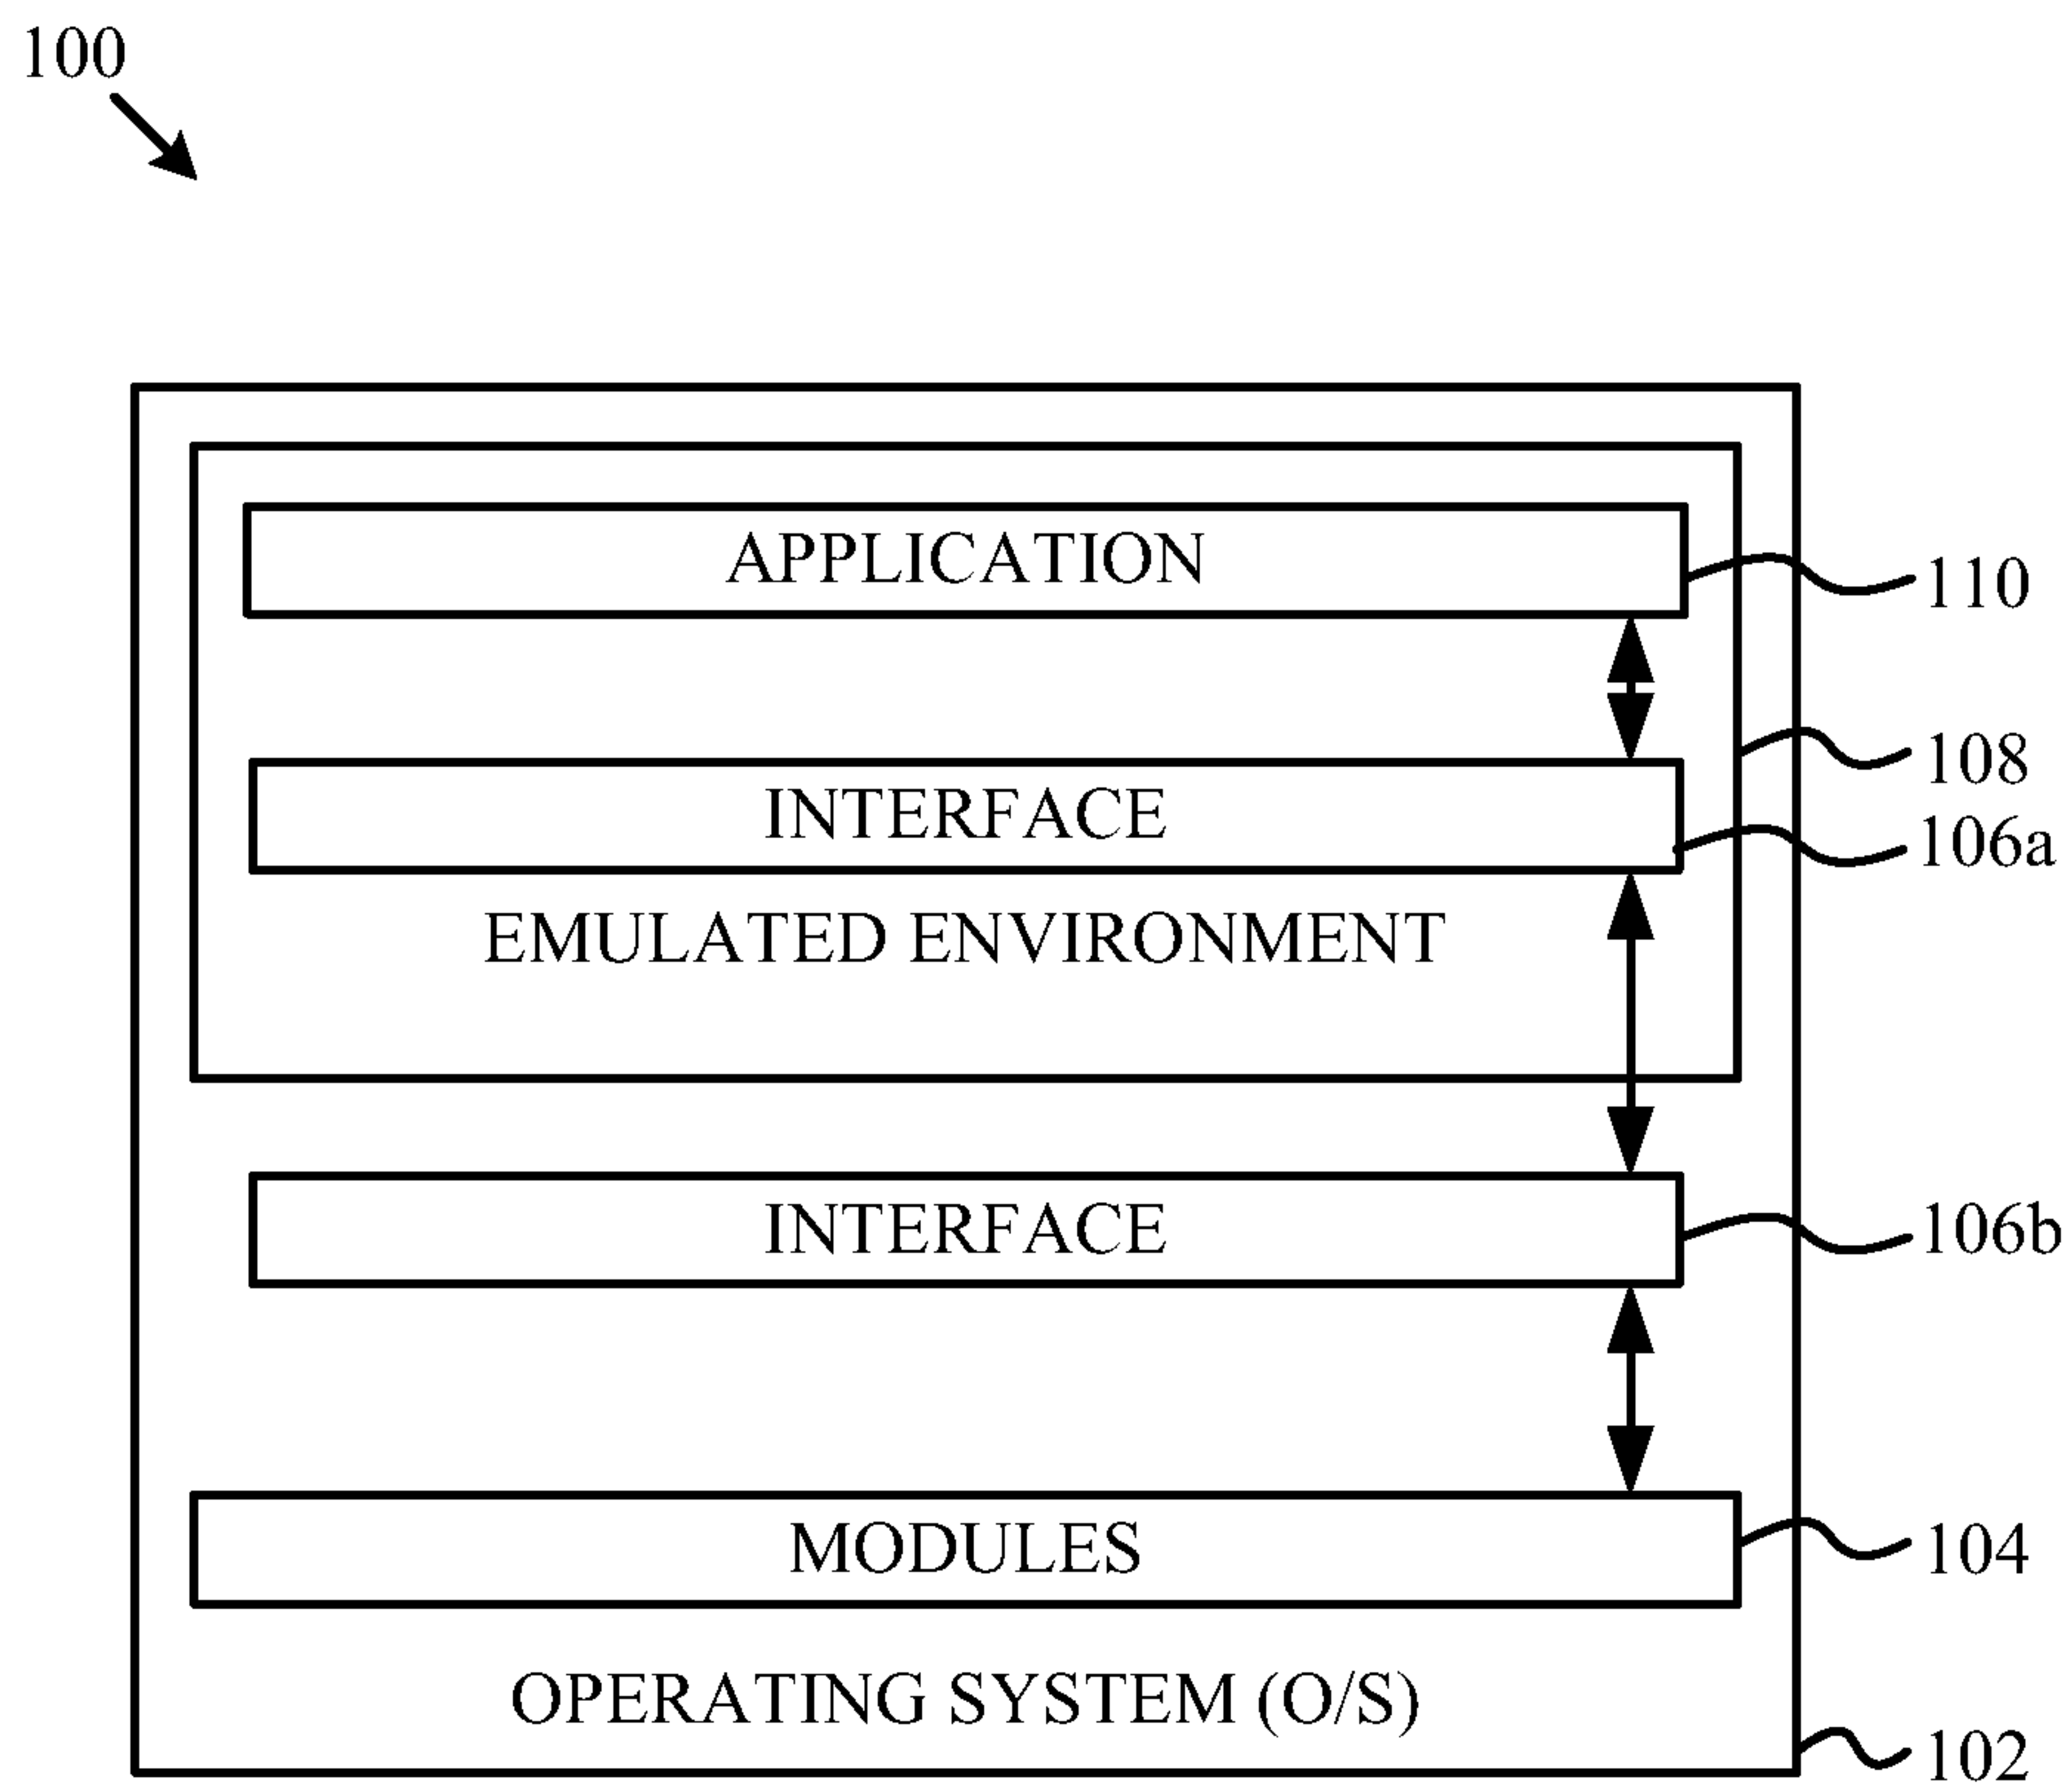 100
APPLICATION
110
108
INTERFACE
106a
EMULATED ENVIRONMENT
INTERFACE
106b
MODULES
104
OPERATING SYSTEM (O/S)
102